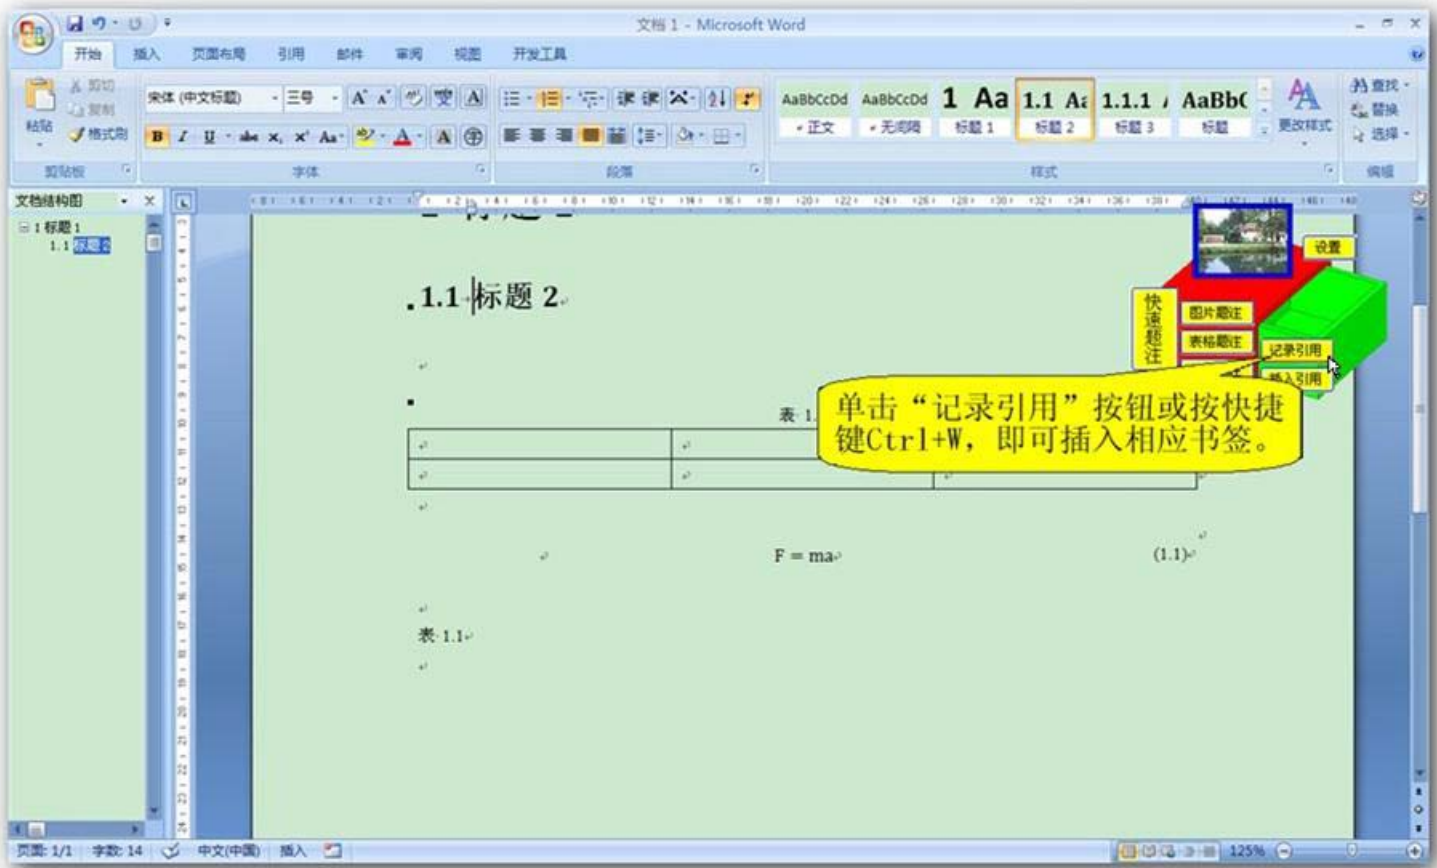 文档 1 - Microsoft Word
开始 插入 页面布局 引用 邮件 审阅 视图 开发工具
剪切
复制
粘贴 格式刷
宋体 (中文标题) 三号
AaBbCcDd AaBbCcDd 1 Aa 1.1 Aa 1.1.1 AaBb(
正文 无间隔 标题 1 标题 2 标题 3 标题
更改样式
查找
替换
选择
剪贴板 字体 段落 样式 编辑
文档结构图
1 标题 1
1.1 标题 2
1.1 标题 2
设置
快速题注
图片题注
表格题注
记录引用
插入引用
单击“记录引用”按钮或按快捷
键Ctrl+W，即可插入相应书签。
表 1.
F = ma (1.1)
表 1.1
页面: 1/1 字数: 14 中文(中国) 插入 125%